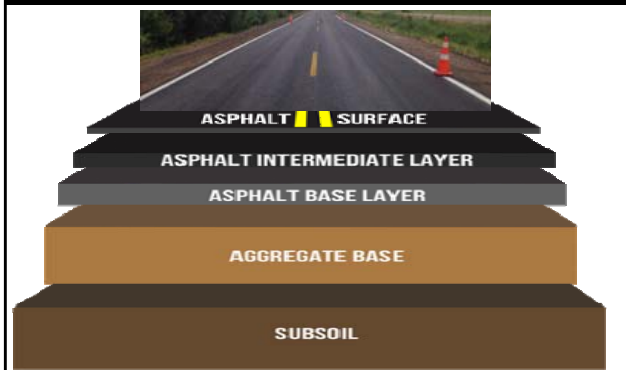 ASPHALT SURFACE
ASPHALT INTERMEDIATE LAYER
ASPHALT BASE LAYER
AGGREGATE BASE
SUBSOIL